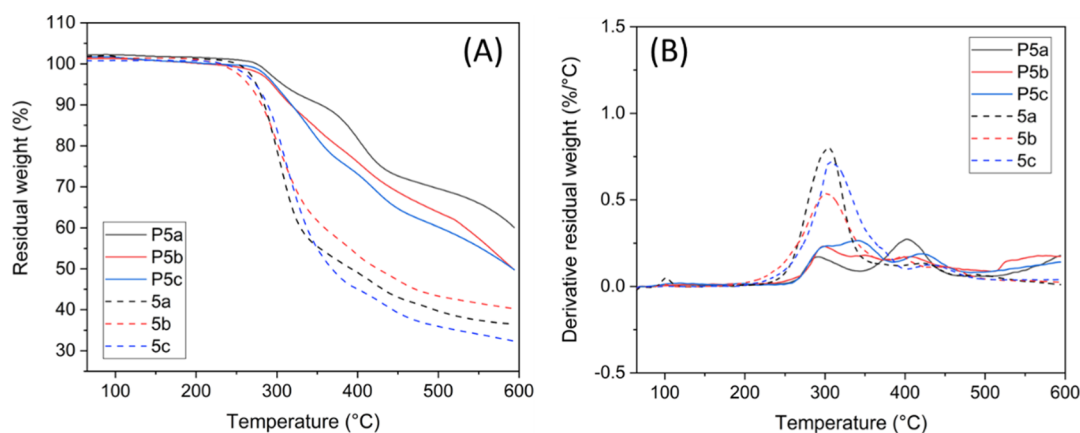 (A)
110
100
90
80
70
60
50
40
30
Residual weight (%)
P5a
P5b
P5c
5a
5b
5c
100
200
300
400
500
600
Temperature (°C)
(B)
1.5
1.0
0.5
0.0
-0.5
Derivative residual weight (%/°C)
P5a
P5b
P5c
5a
5b
5c
100
200
300
400
500
600
Temperature (°C)